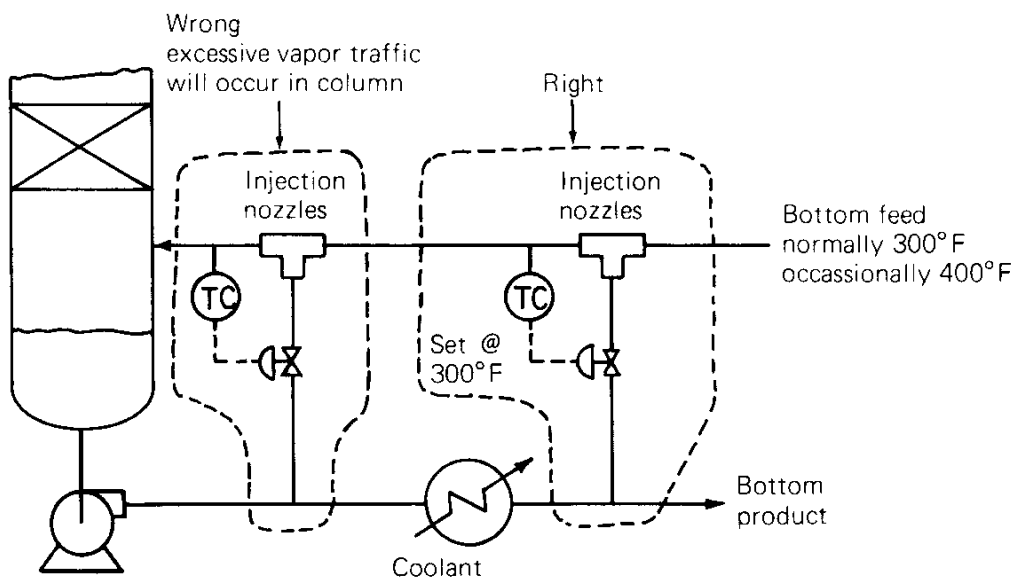 Wrong
excessive vapor traffic
will occur in column
Right
Injection
nozzles
Injection
nozzles
Bottom feed
normally 300°F
occassionally 400°F
TC
TC
Set @
300°F
Bottom
product
Coolant